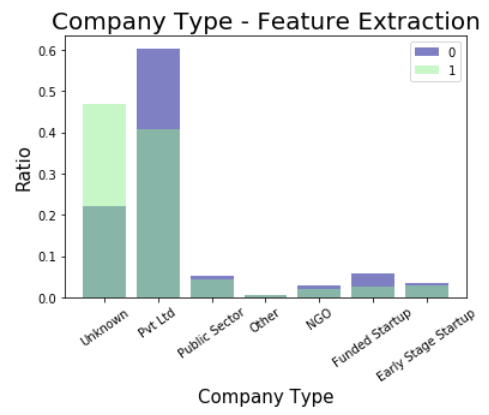 Company Type - Feature Extraction
0
1
Ratio
0.6
0.5
0.4
0.3
0.2
0.1
0.0
Unknown
Pvt Ltd
Public Sector
Other
NGO
Funded Startup
Early Stage Startup
Company Type